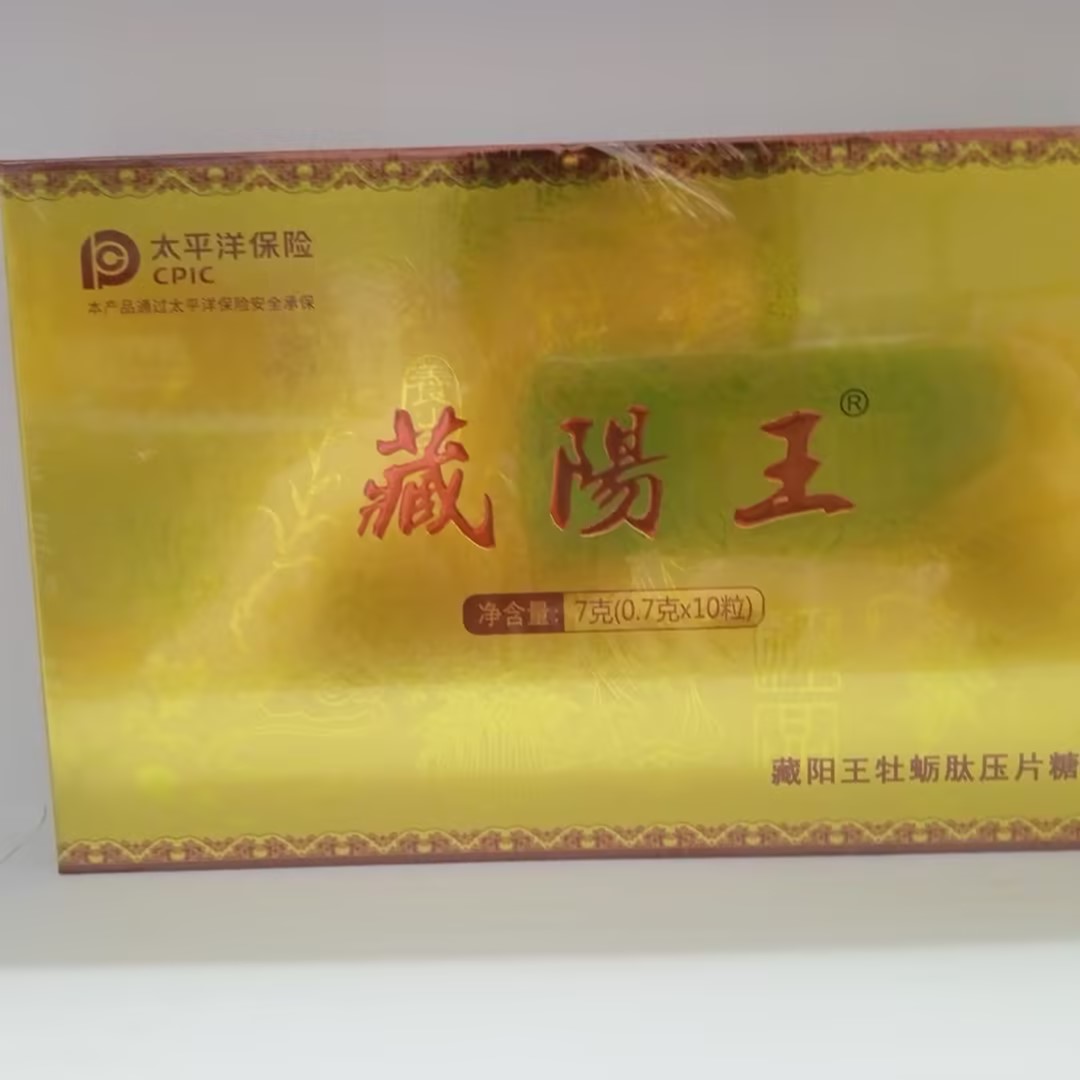 太平洋保险
CPIC
本产品通过太平洋保险安全承保
藏陽王®
净含量: 7克(0.7克x10粒)
藏阳王牡蛎肽压片糖